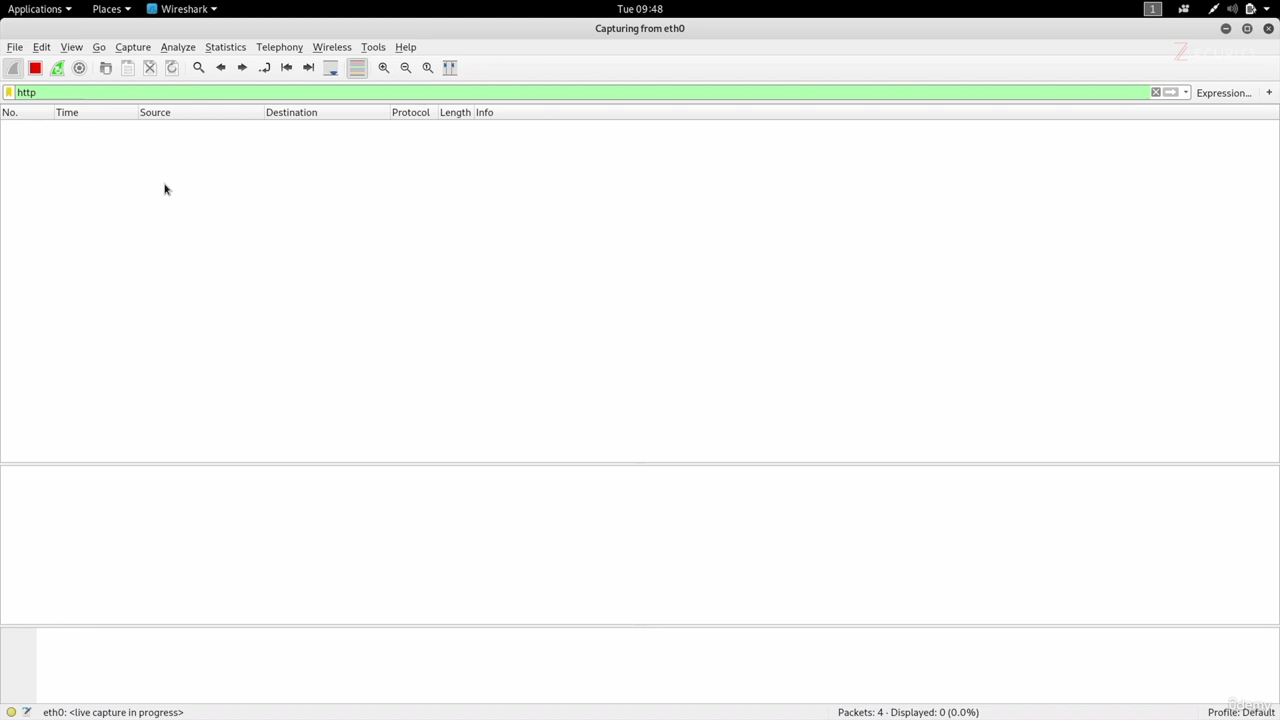 Applications Places Wireshark Tue 09:48 1
Capturing from eth0
File Edit View Go Capture Analyze Statistics Telephony Wireless Tools Help
http Expression... +
No. Time Source Destination Protocol Length Info
eth0: <live capture in progress> Packets: 4 · Displayed: 0 (0.0%) Profile: Default
ûdemy